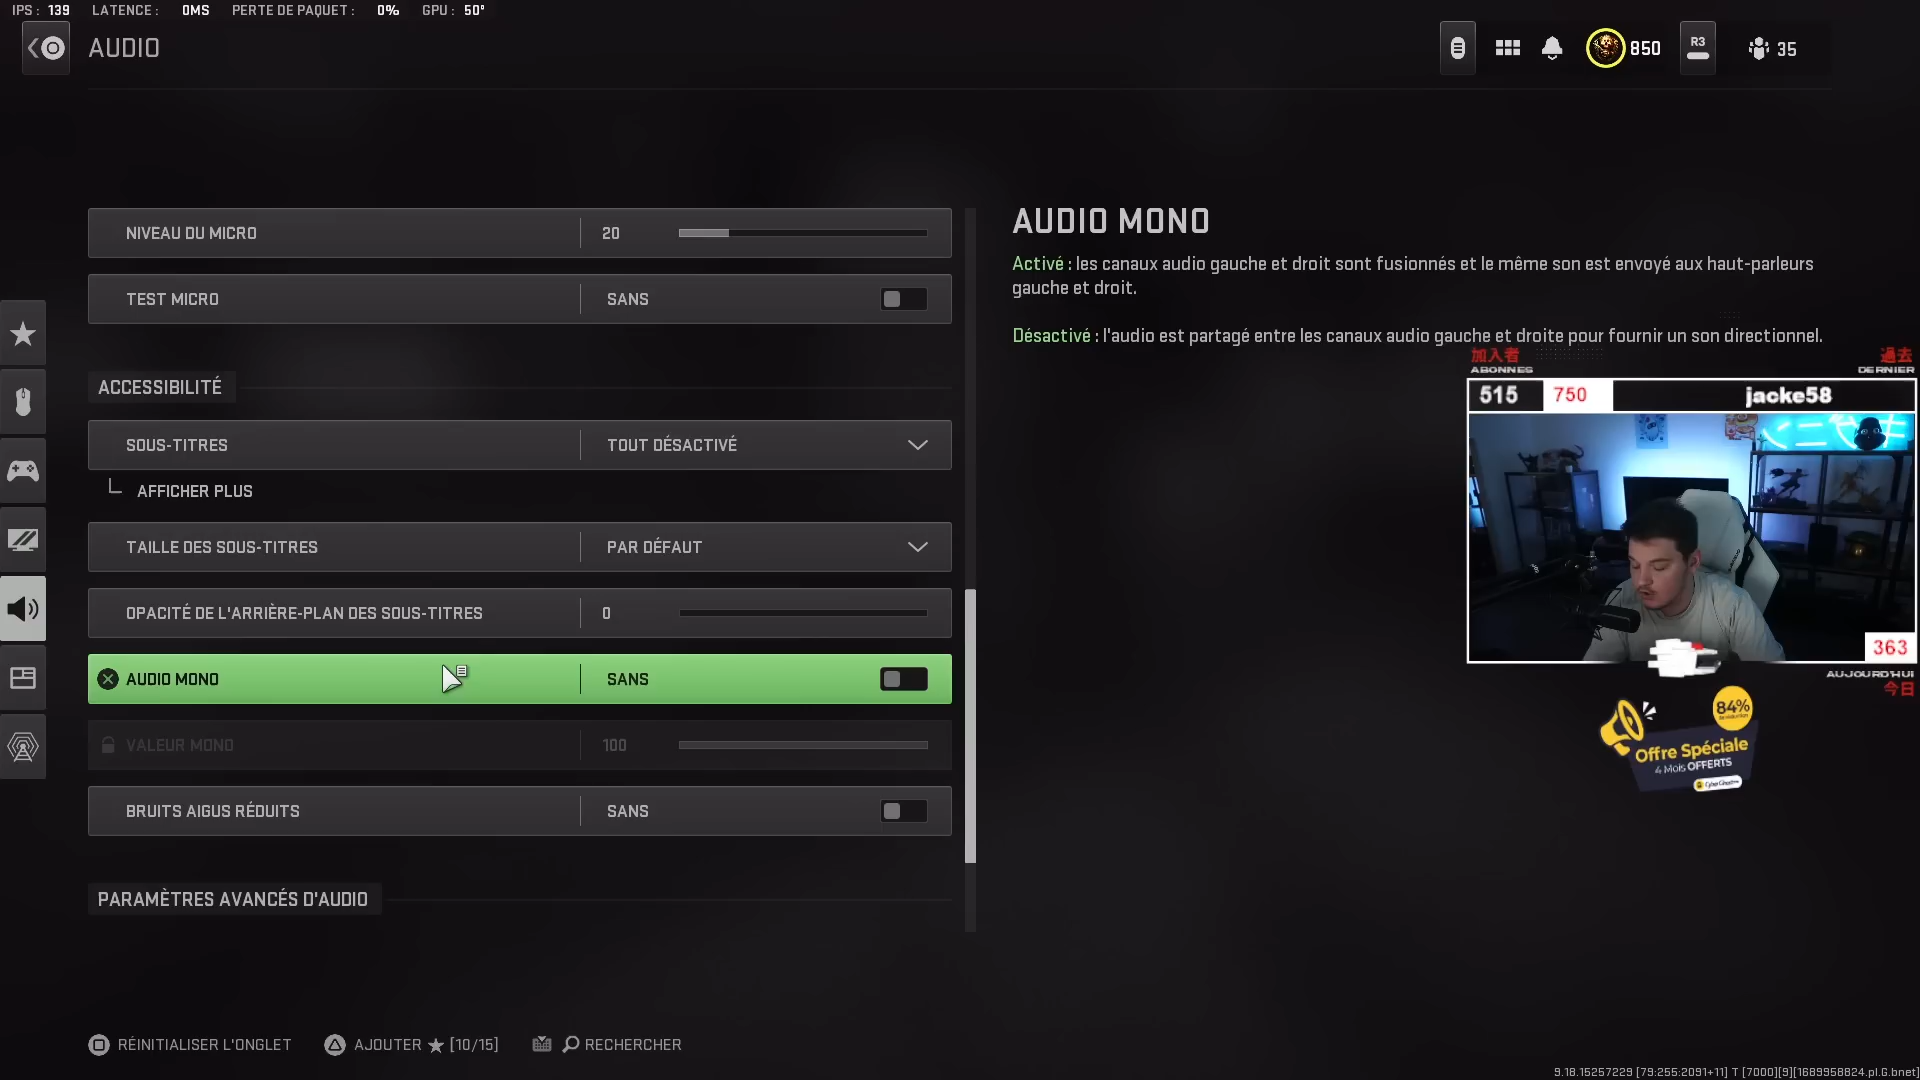 IPS : 139 LATENCE : 0MS PERTE DE PAQUET : 0% GPU : 50°
AUDIO
850
R3
35
NIVEAU DU MICRO 20
TEST MICRO SANS
ACCESSIBILITÉ
SOUS-TITRES TOUT DÉSACTIVÉ
AFFICHER PLUS
TAILLE DES SOUS-TITRES PAR DÉFAUT
OPACITÉ DE L'ARRIÈRE-PLAN DES SOUS-TITRES 0
AUDIO MONO SANS
VALEUR MONO 100
BRUITS AIGUS RÉDUITS SANS
PARAMÈTRES AVANCÉS D'AUDIO
AUDIO MONO
Activé : les canaux audio gauche et droit sont fusionnés et le même son est envoyé aux haut-parleurs
gauche et droit.
Désactivé : l'audio est partagé entre les canaux audio gauche et droite pour fournir un son directionnel.
加入者 過去
ABONNES DERNIER
515 750 jacke58
363
AUJOURD'HUI
今日
84%
Offre Spéciale
4 Mois OFFERTS
CyberGhost
RÉINITIALISER L'ONGLET AJOUTER ★ [10/15] RECHERCHER
9.18.15257229 [79:255:2091+11] T [7000][9][1689958824.pl.G.bnet]